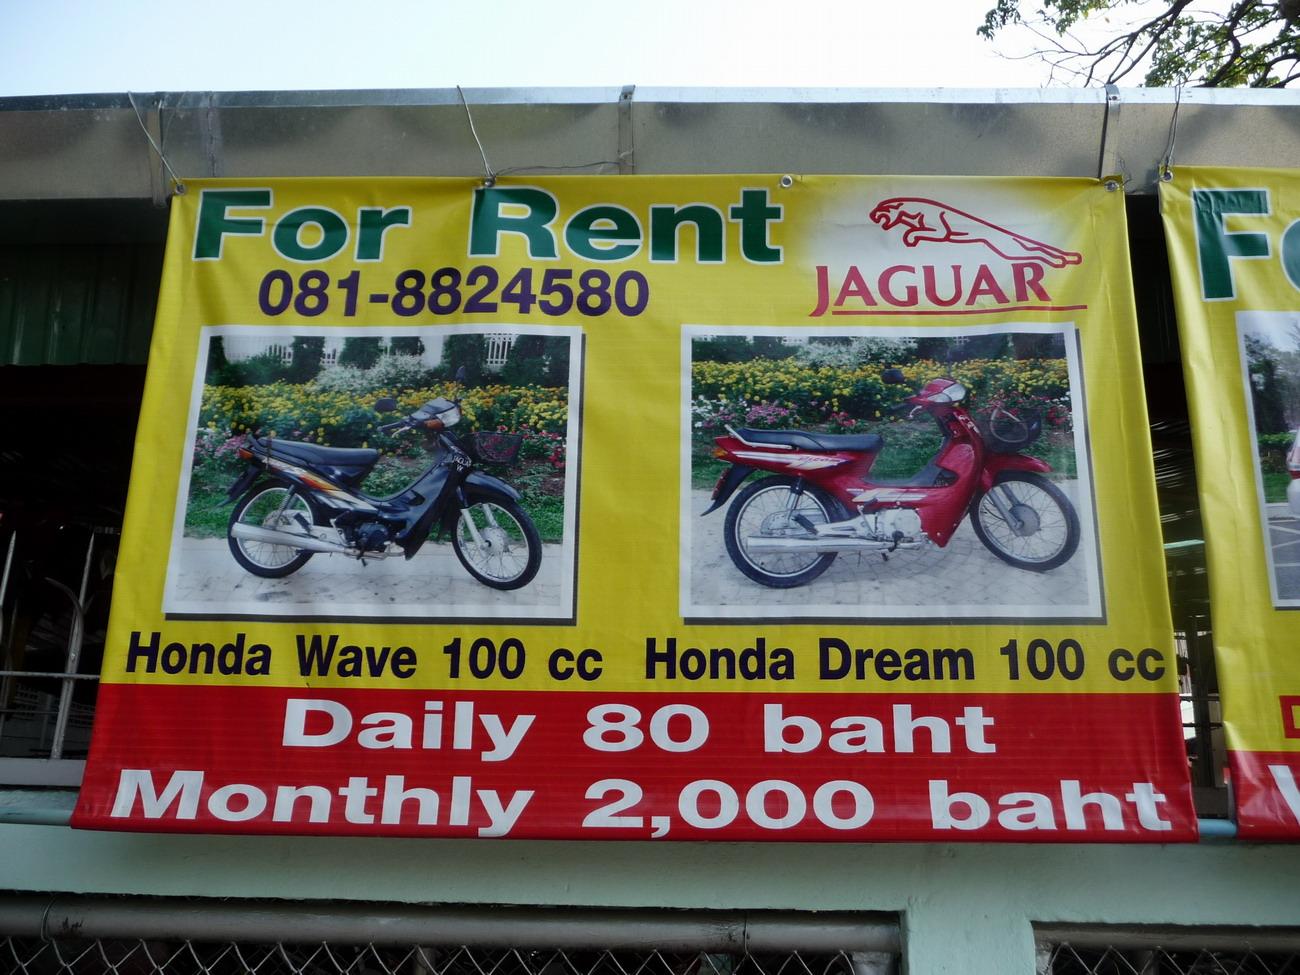 For Rent
081-8824580
JAGUAR
Honda Wave 100 cc
Honda Dream 100 cc
Daily 80 baht
Monthly 2,000 baht